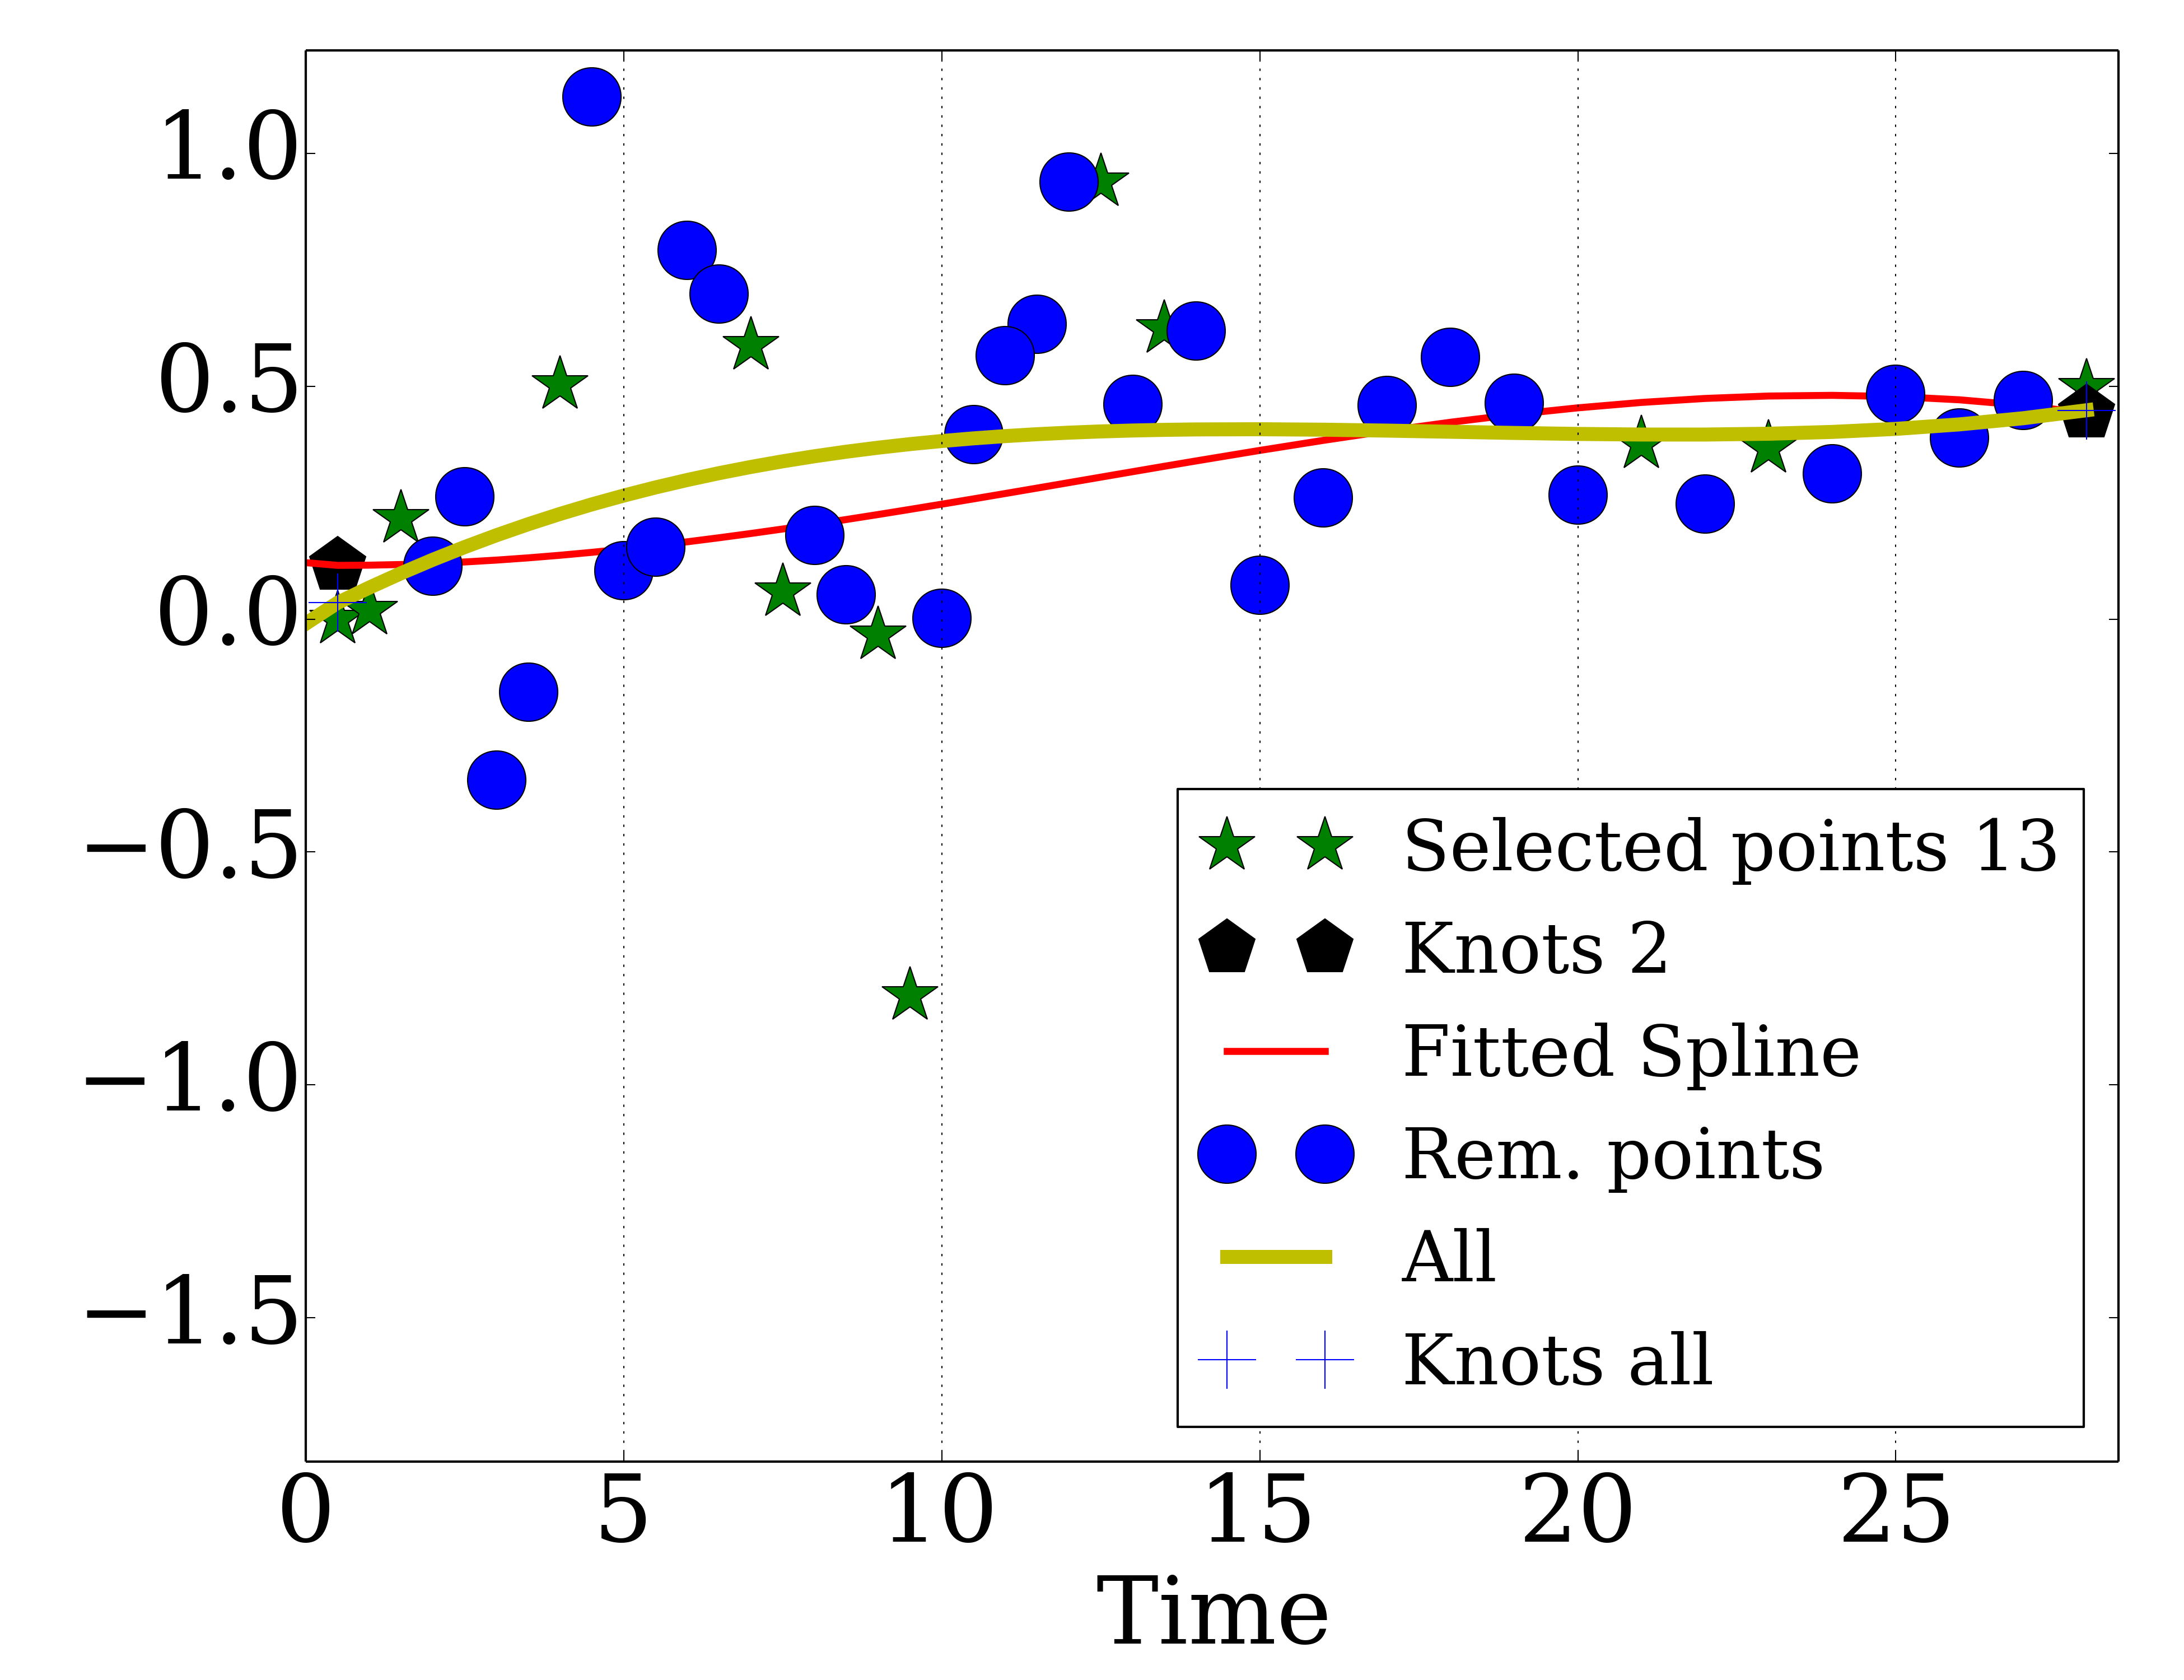 1.0
0.5
0.0
−0.5
−1.0
−1.5
Selected points 13
Knots 2
Fitted Spline
Rem. points
All
Knots all
0 5 10 15 20 25
Time